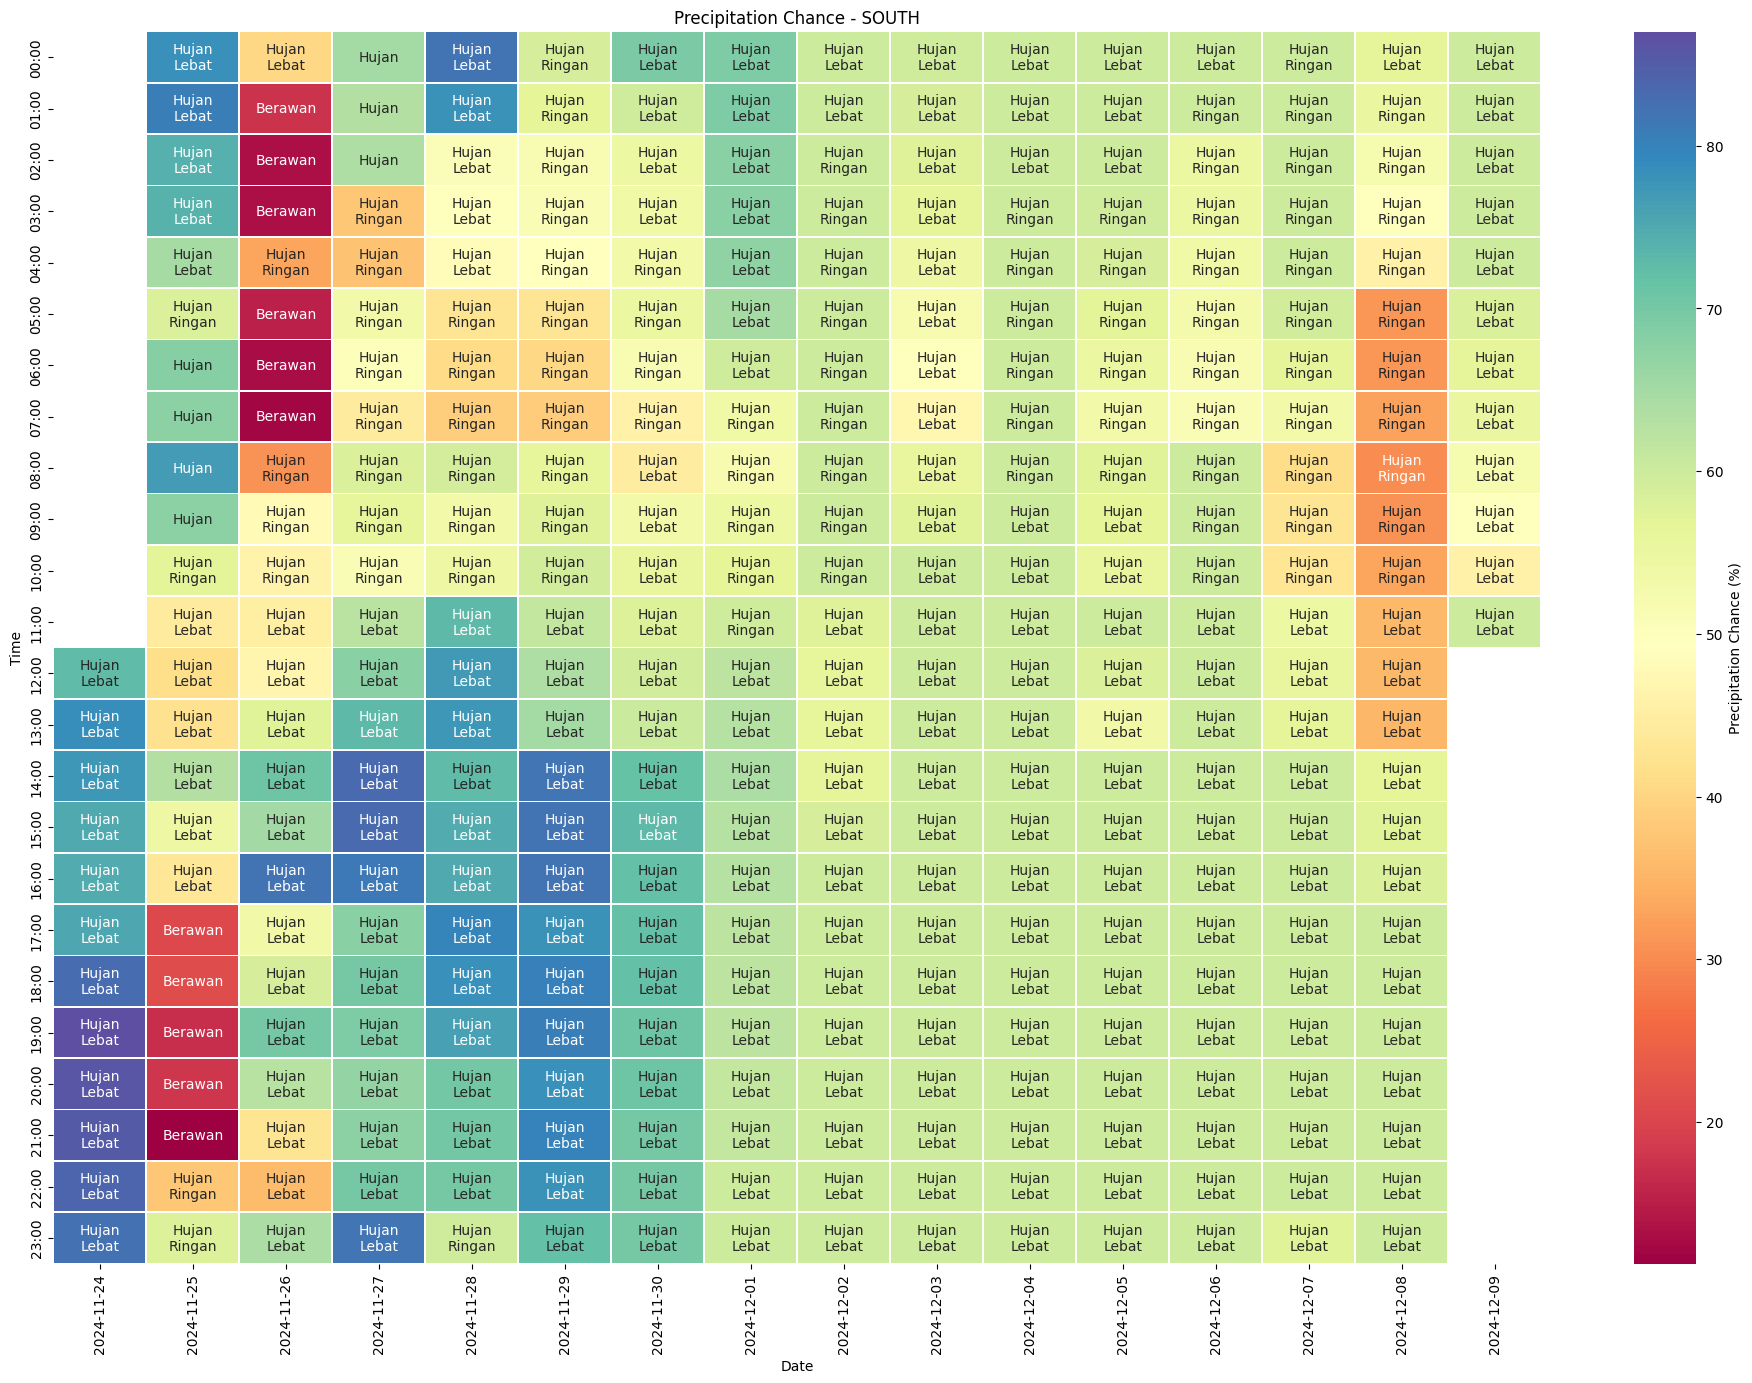 Precipitation Chance - SOUTH
00:00 Hujan Lebat Hujan Lebat Hujan Hujan Lebat Hujan Ringan Hujan Lebat Hujan Lebat Hujan Lebat Hujan Lebat Hujan Lebat Hujan Lebat Hujan Lebat Hujan Ringan Hujan Lebat Hujan Lebat
01:00 Hujan Lebat Berawan Hujan Hujan Lebat Hujan Ringan Hujan Lebat Hujan Lebat Hujan Lebat Hujan Lebat Hujan Lebat Hujan Lebat Hujan Ringan Hujan Ringan Hujan Ringan Hujan Lebat
02:00 Hujan Lebat Berawan Hujan Hujan Lebat Hujan Ringan Hujan Lebat Hujan Lebat Hujan Ringan Hujan Lebat Hujan Lebat Hujan Lebat Hujan Ringan Hujan Ringan Hujan Ringan Hujan Lebat
03:00 Hujan Lebat Berawan Hujan Ringan Hujan Lebat Hujan Ringan Hujan Lebat Hujan Lebat Hujan Ringan Hujan Lebat Hujan Ringan Hujan Ringan Hujan Ringan Hujan Ringan Hujan Ringan Hujan Lebat
04:00 Hujan Lebat Hujan Ringan Hujan Ringan Hujan Lebat Hujan Ringan Hujan Ringan Hujan Lebat Hujan Ringan Hujan Lebat Hujan Ringan Hujan Ringan Hujan Ringan Hujan Ringan Hujan Ringan Hujan Lebat
05:00 Hujan Ringan Berawan Hujan Ringan Hujan Ringan Hujan Ringan Hujan Ringan Hujan Lebat Hujan Ringan Hujan Lebat Hujan Ringan Hujan Ringan Hujan Ringan Hujan Ringan Hujan Ringan Hujan Lebat
06:00 Hujan Berawan Hujan Ringan Hujan Ringan Hujan Ringan Hujan Ringan Hujan Lebat Hujan Ringan Hujan Lebat Hujan Ringan Hujan Ringan Hujan Ringan Hujan Ringan Hujan Ringan Hujan Lebat
07:00 Hujan Berawan Hujan Ringan Hujan Ringan Hujan Ringan Hujan Ringan Hujan Ringan Hujan Ringan Hujan Lebat Hujan Ringan Hujan Ringan Hujan Ringan Hujan Ringan Hujan Ringan Hujan Lebat
08:00 Hujan Hujan Ringan Hujan Ringan Hujan Ringan Hujan Ringan Hujan Lebat Hujan Ringan Hujan Ringan Hujan Lebat Hujan Lebat Hujan Ringan Hujan Ringan Hujan Ringan Hujan Ringan Hujan Lebat
09:00 Hujan Hujan Ringan Hujan Ringan Hujan Ringan Hujan Ringan Hujan Lebat Hujan Ringan Hujan Ringan Hujan Lebat Hujan Lebat Hujan Lebat Hujan Ringan Hujan Ringan Hujan Ringan Hujan Lebat
10:00 Hujan Ringan Hujan Ringan Hujan Ringan Hujan Ringan Hujan Ringan Hujan Lebat Hujan Ringan Hujan Ringan Hujan Lebat Hujan Lebat Hujan Lebat Hujan Ringan Hujan Ringan Hujan Ringan Hujan Lebat
11:00 Hujan Lebat Hujan Lebat Hujan Lebat Hujan Lebat Hujan Lebat Hujan Lebat Hujan Ringan Hujan Lebat Hujan Lebat Hujan Lebat Hujan Lebat Hujan Lebat Hujan Lebat Hujan Lebat Hujan Lebat
12:00 Hujan Lebat Hujan Lebat Hujan Lebat Hujan Lebat Hujan Lebat Hujan Lebat Hujan Lebat Hujan Lebat Hujan Lebat Hujan Lebat Hujan Lebat Hujan Lebat Hujan Lebat Hujan Lebat Hujan Lebat
13:00 Hujan Lebat Hujan Lebat Hujan Lebat Hujan Lebat Hujan Lebat Hujan Lebat Hujan Lebat Hujan Lebat Hujan Lebat Hujan Lebat Hujan Lebat Hujan Lebat Hujan Lebat Hujan Lebat Hujan Lebat
14:00 Hujan Lebat Hujan Lebat Hujan Lebat Hujan Lebat Hujan Lebat Hujan Lebat Hujan Lebat Hujan Lebat Hujan Lebat Hujan Lebat Hujan Lebat Hujan Lebat Hujan Lebat Hujan Lebat Hujan Lebat
15:00 Hujan Lebat Hujan Lebat Hujan Lebat Hujan Lebat Hujan Lebat Hujan Lebat Hujan Lebat Hujan Lebat Hujan Lebat Hujan Lebat Hujan Lebat Hujan Lebat Hujan Lebat Hujan Lebat Hujan Lebat
16:00 Hujan Lebat Hujan Lebat Hujan Lebat Hujan Lebat Hujan Lebat Hujan Lebat Hujan Lebat Hujan Lebat Hujan Lebat Hujan Lebat Hujan Lebat Hujan Lebat Hujan Lebat Hujan Lebat Hujan Lebat
17:00 Hujan Lebat Berawan Hujan Lebat Hujan Lebat Hujan Lebat Hujan Lebat Hujan Lebat Hujan Lebat Hujan Lebat Hujan Lebat Hujan Lebat Hujan Lebat Hujan Lebat Hujan Lebat Hujan Lebat
18:00 Hujan Lebat Berawan Hujan Lebat Hujan Lebat Hujan Lebat Hujan Lebat Hujan Lebat Hujan Lebat Hujan Lebat Hujan Lebat Hujan Lebat Hujan Lebat Hujan Lebat Hujan Lebat Hujan Lebat
19:00 Hujan Lebat Berawan Hujan Lebat Hujan Lebat Hujan Lebat Hujan Lebat Hujan Lebat Hujan Lebat Hujan Lebat Hujan Lebat Hujan Lebat Hujan Lebat Hujan Lebat Hujan Lebat Hujan Lebat
20:00 Hujan Lebat Berawan Hujan Lebat Hujan Lebat Hujan Lebat Hujan Lebat Hujan Lebat Hujan Lebat Hujan Lebat Hujan Lebat Hujan Lebat Hujan Lebat Hujan Lebat Hujan Lebat Hujan Lebat
21:00 Hujan Lebat Berawan Hujan Lebat Hujan Lebat Hujan Lebat Hujan Lebat Hujan Lebat Hujan Lebat Hujan Lebat Hujan Lebat Hujan Lebat Hujan Lebat Hujan Lebat Hujan Lebat Hujan Lebat
22:00 Hujan Lebat Hujan Ringan Hujan Lebat Hujan Lebat Hujan Lebat Hujan Lebat Hujan Lebat Hujan Lebat Hujan Lebat Hujan Lebat Hujan Lebat Hujan Lebat Hujan Lebat Hujan Lebat Hujan Lebat
23:00 Hujan Lebat Hujan Ringan Hujan Lebat Hujan Lebat Hujan Ringan Hujan Lebat Hujan Lebat Hujan Lebat Hujan Lebat Hujan Lebat Hujan Lebat Hujan Lebat Hujan Lebat Hujan Lebat Hujan Lebat
Time
2024-11-24 2024-11-25 2024-11-26 2024-11-27 2024-11-28 2024-11-29 2024-11-30 2024-12-01 2024-12-02 2024-12-03 2024-12-04 2024-12-05 2024-12-06 2024-12-07 2024-12-08 2024-12-09
Date
80
70
60
50
40
30
20
Precipitation Chance (%)